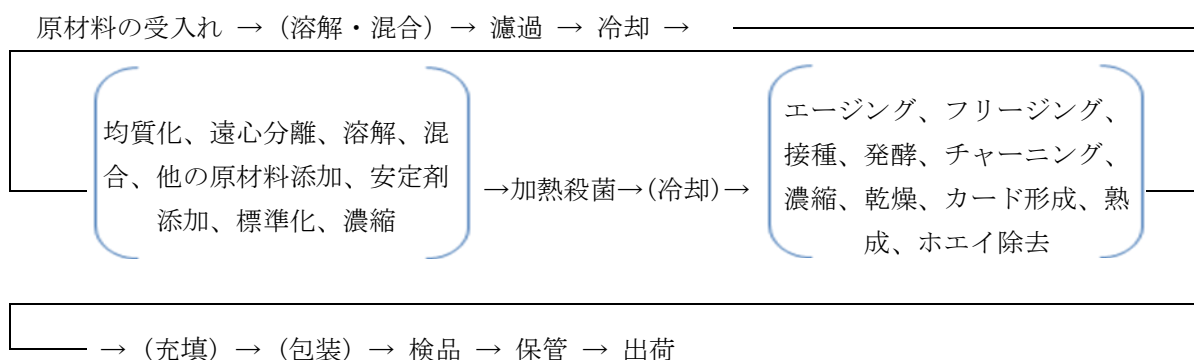 原材料の受入れ → (溶解・混合) → 濾過 → 冷却 →
均質化、遠心分離、溶解、混
合、他の原材料添加、安定剤
添加、標準化、濃縮
→加熱殺菌→(冷却)→
エージング、フリージング、
接種、発酵、チャーニング、
濃縮、乾燥、カード形成、熟
成、ホエイ除去
→ (充填) → (包装) → 検品 → 保管 → 出荷